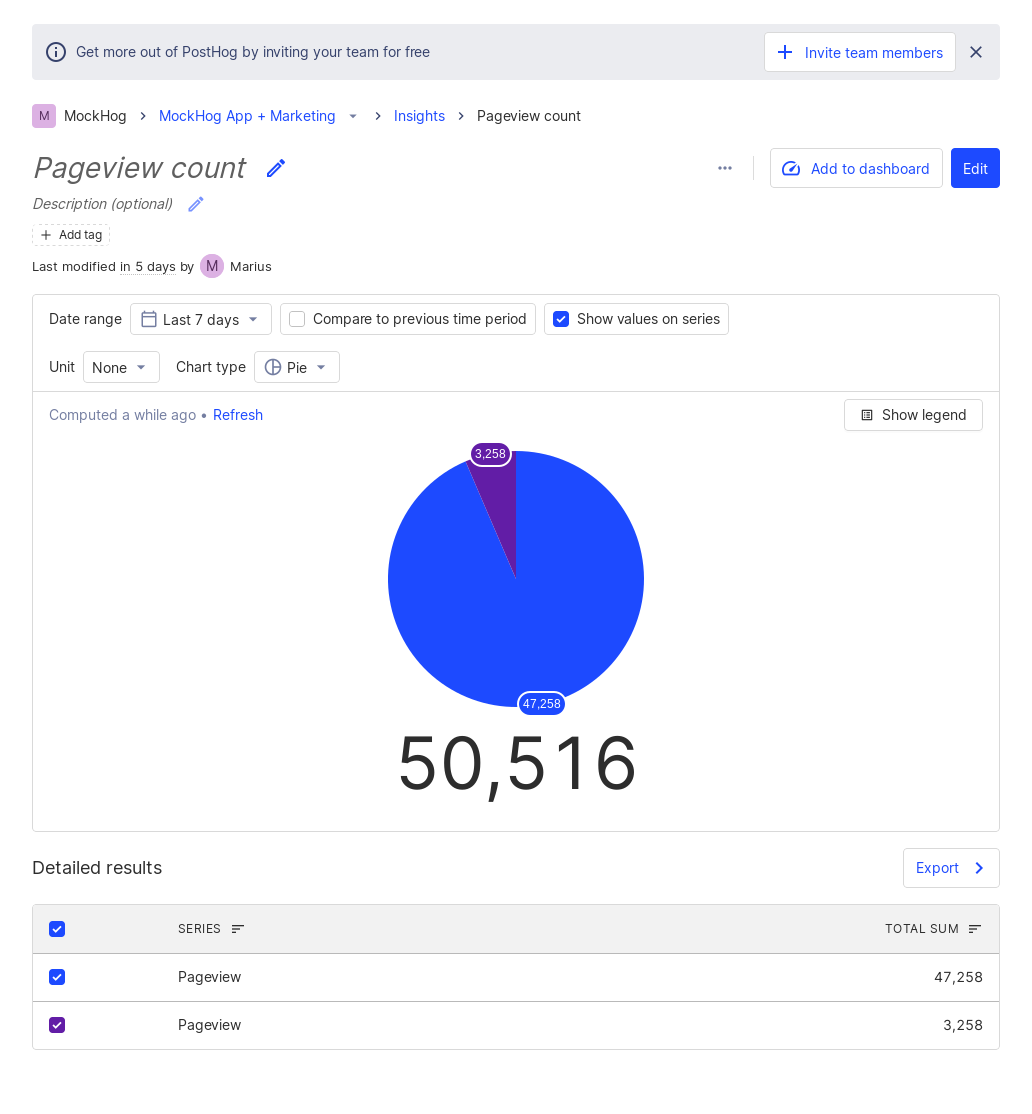 Get more out of PostHog by inviting your team for free
Invite team members
M MockHog MockHog App + Marketing Insights Pageview count
Pageview count
Add to dashboard
Edit
Description (optional)
Add tag
Last modified in 5 days by M Marius
Date range Last 7 days Compare to previous time period Show values on series
Unit None Chart type Pie
Computed a while ago • Refresh
Show legend
3,258
47,258
50,516
Detailed results
Export
SERIES TOTAL SUM
Pageview 47,258
Pageview 3,258